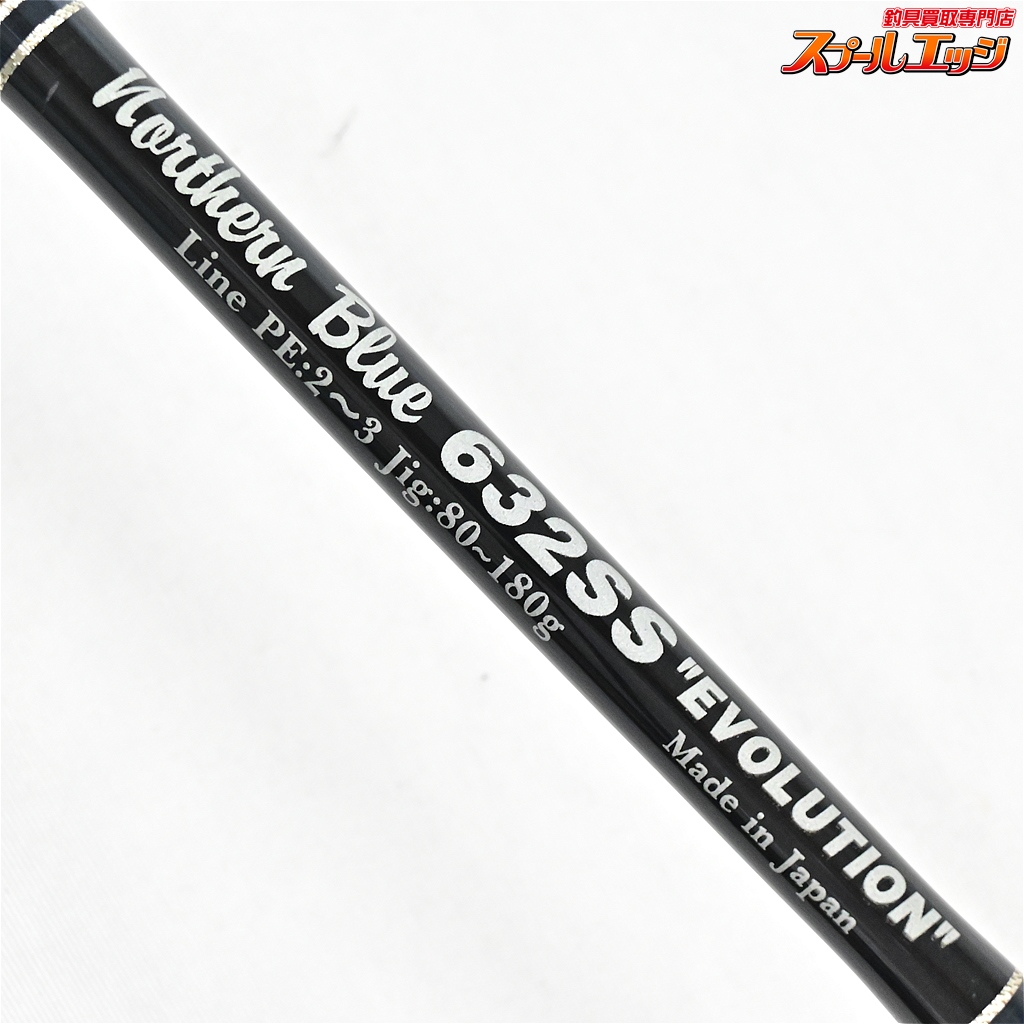 釣具買取専門店
スプールエッジ
Northern Blue 632SS "EVOLUTION"
Line PE:2～3 Jig:80~180g
Made in Japan